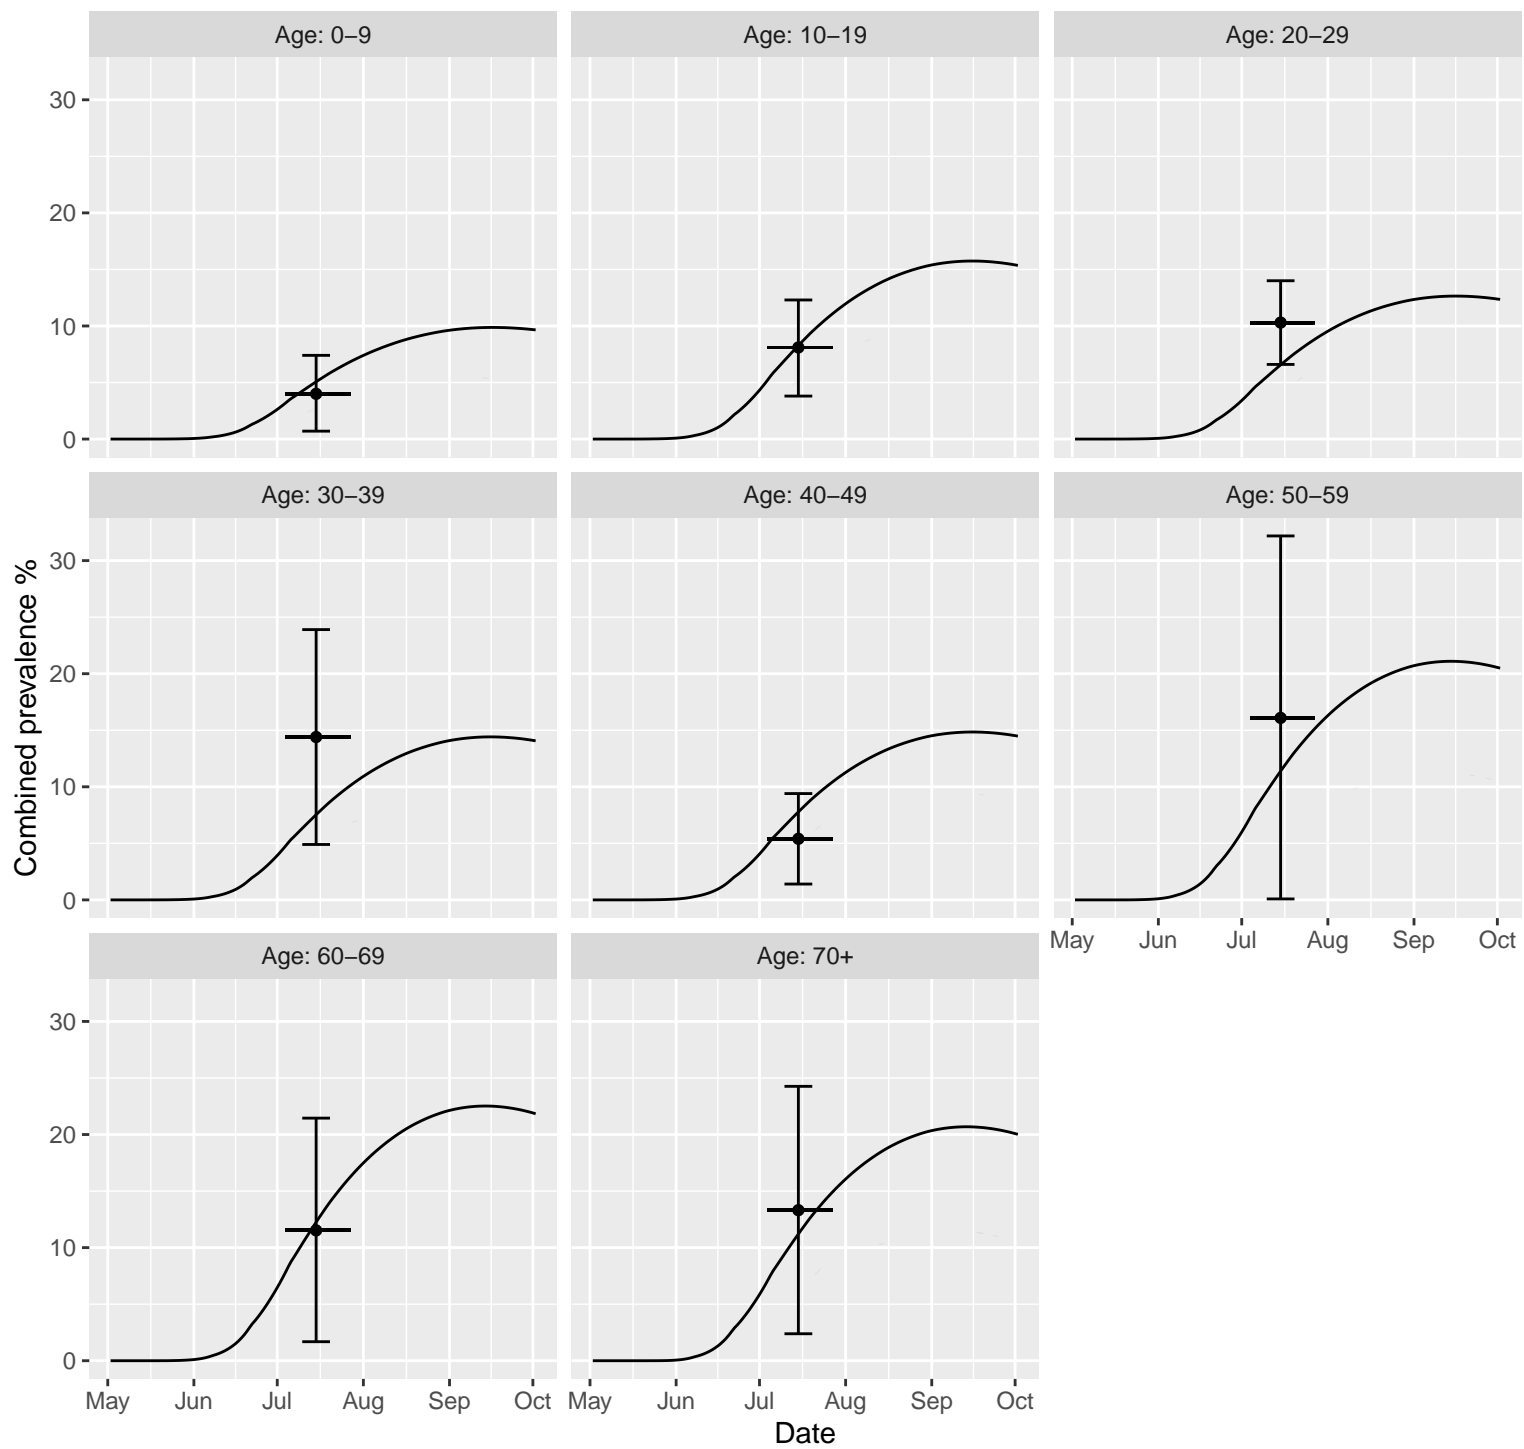 Age: 0–9
Age: 10–19
Age: 20–29
30
20
10
0
Age: 30–39
Age: 40–49
Age: 50–59
30
20
10
0
May Jun Jul Aug Sep Oct
Age: 60–69
Age: 70+
30
20
10
0
May Jun Jul Aug Sep Oct
May Jun Jul Aug Sep Oct
Date
Combined prevalence %